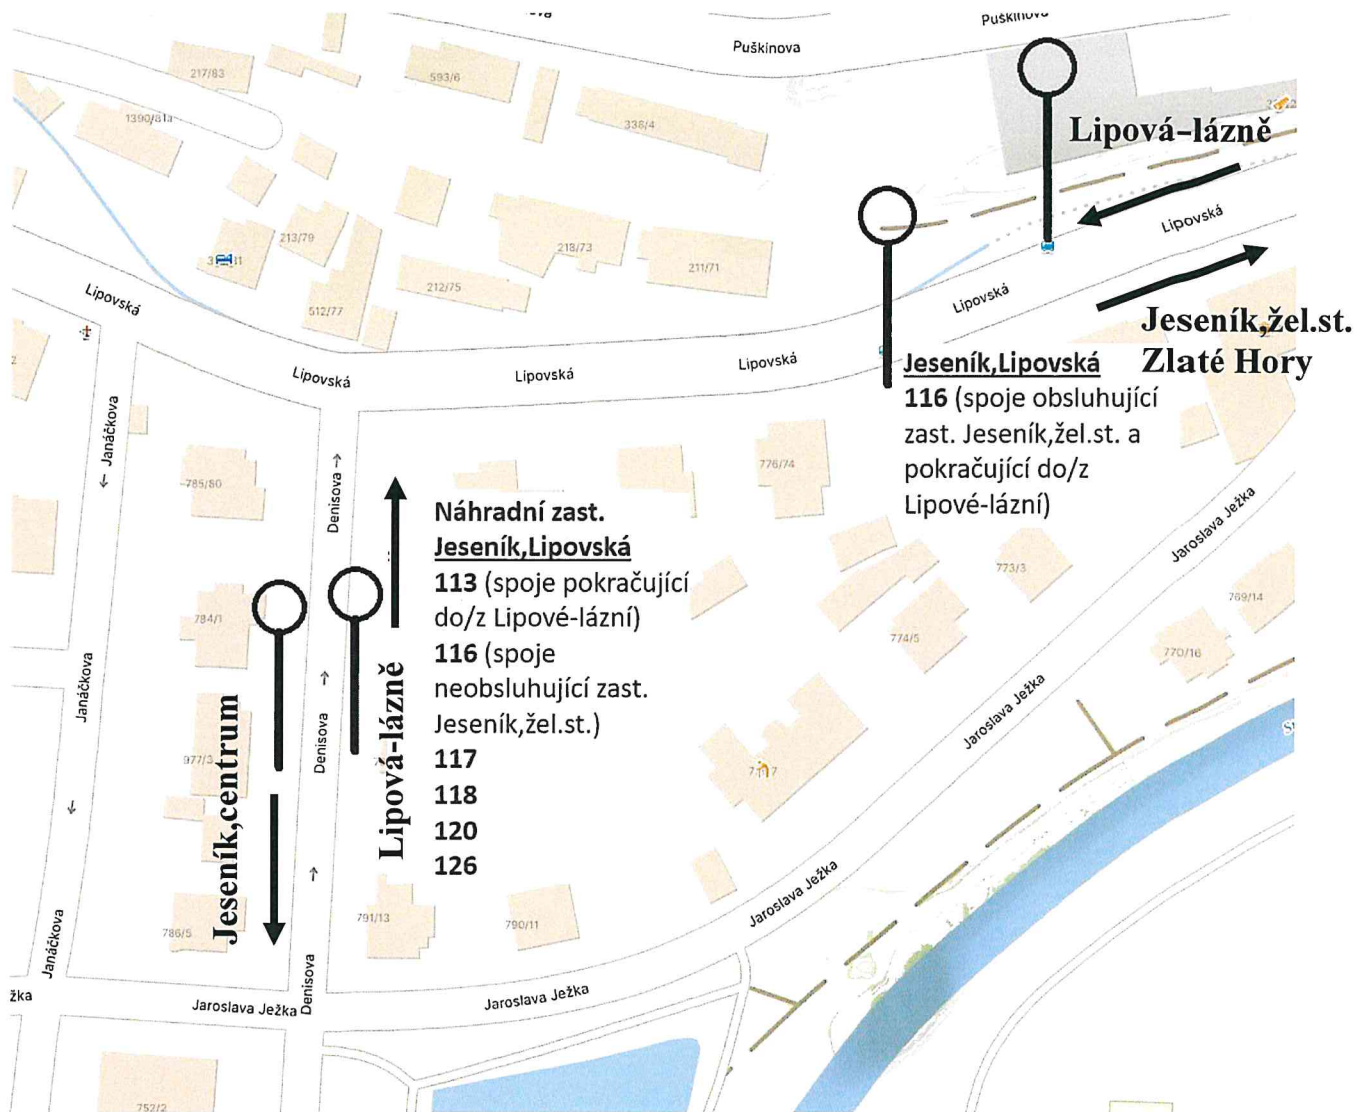 Puškinova
217/83
593/6
1390/81a
336/4
Lipová-lázně
Lipovská
213/79
218/73
211/71
212/75
512/77
Lipovská
Lipovská
Jeseník,žel.st.
Zlaté Hory
Lipovská
Lipovská
Lipovská
Jeseník,Lipovská
116 (spoje obsluhující
zast. Jeseník,žel.st. a
pokračující do/z
Lipové-lázní)
Janáčkova
785/80
Denisova
776/74
Náhradní zast.
Jeseník,Lipovská
113 (spoje pokračující
do/z Lipové-lázní)
116 (spoje
neobsluhující zast.
Jeseník,žel.st.)
117
118
120
126
Jaroslava Ježka
773/3
769/14
784/1
774/5
770/16
Janáčkova
Jeseník,centrum
Denisova
Lipová-lázně
Jaroslava Ježka
977/3
Jaroslava Ježka
786/5
791/13
790/11
Janáčkova
Denisova
žka
Jaroslava Ježka
Jaroslava Ježka
752/2